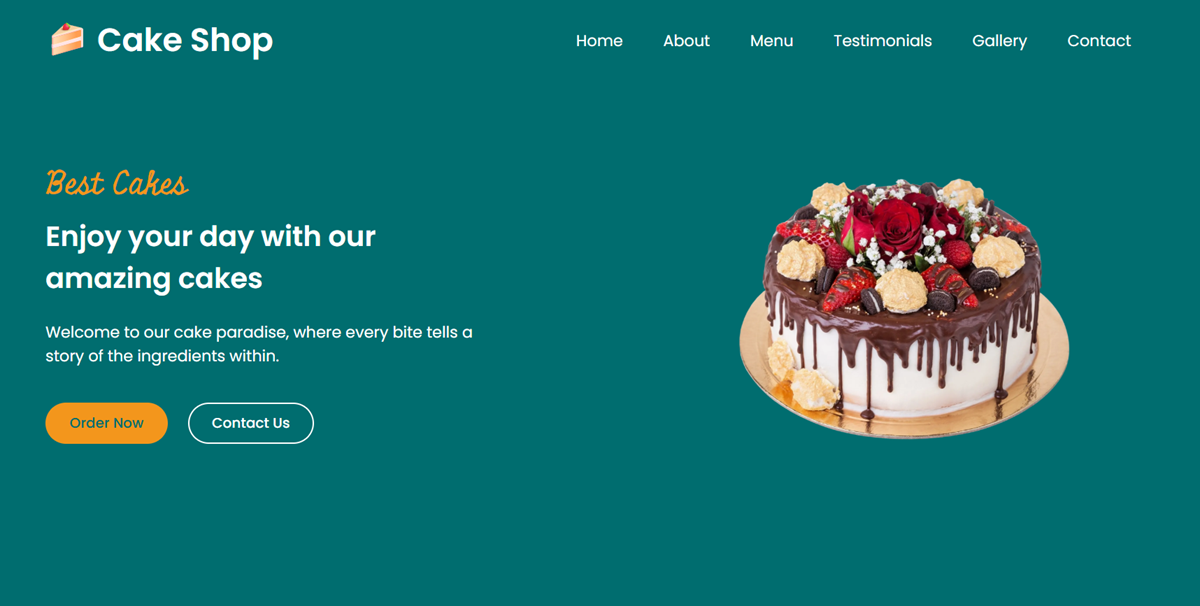 Cake Shop
Home About Menu Testimonials Gallery Contact
Best Cakes
Enjoy your day with our
amazing cakes
Welcome to our cake paradise, where every bite tells a
story of the ingredients within.
Order Now Contact Us